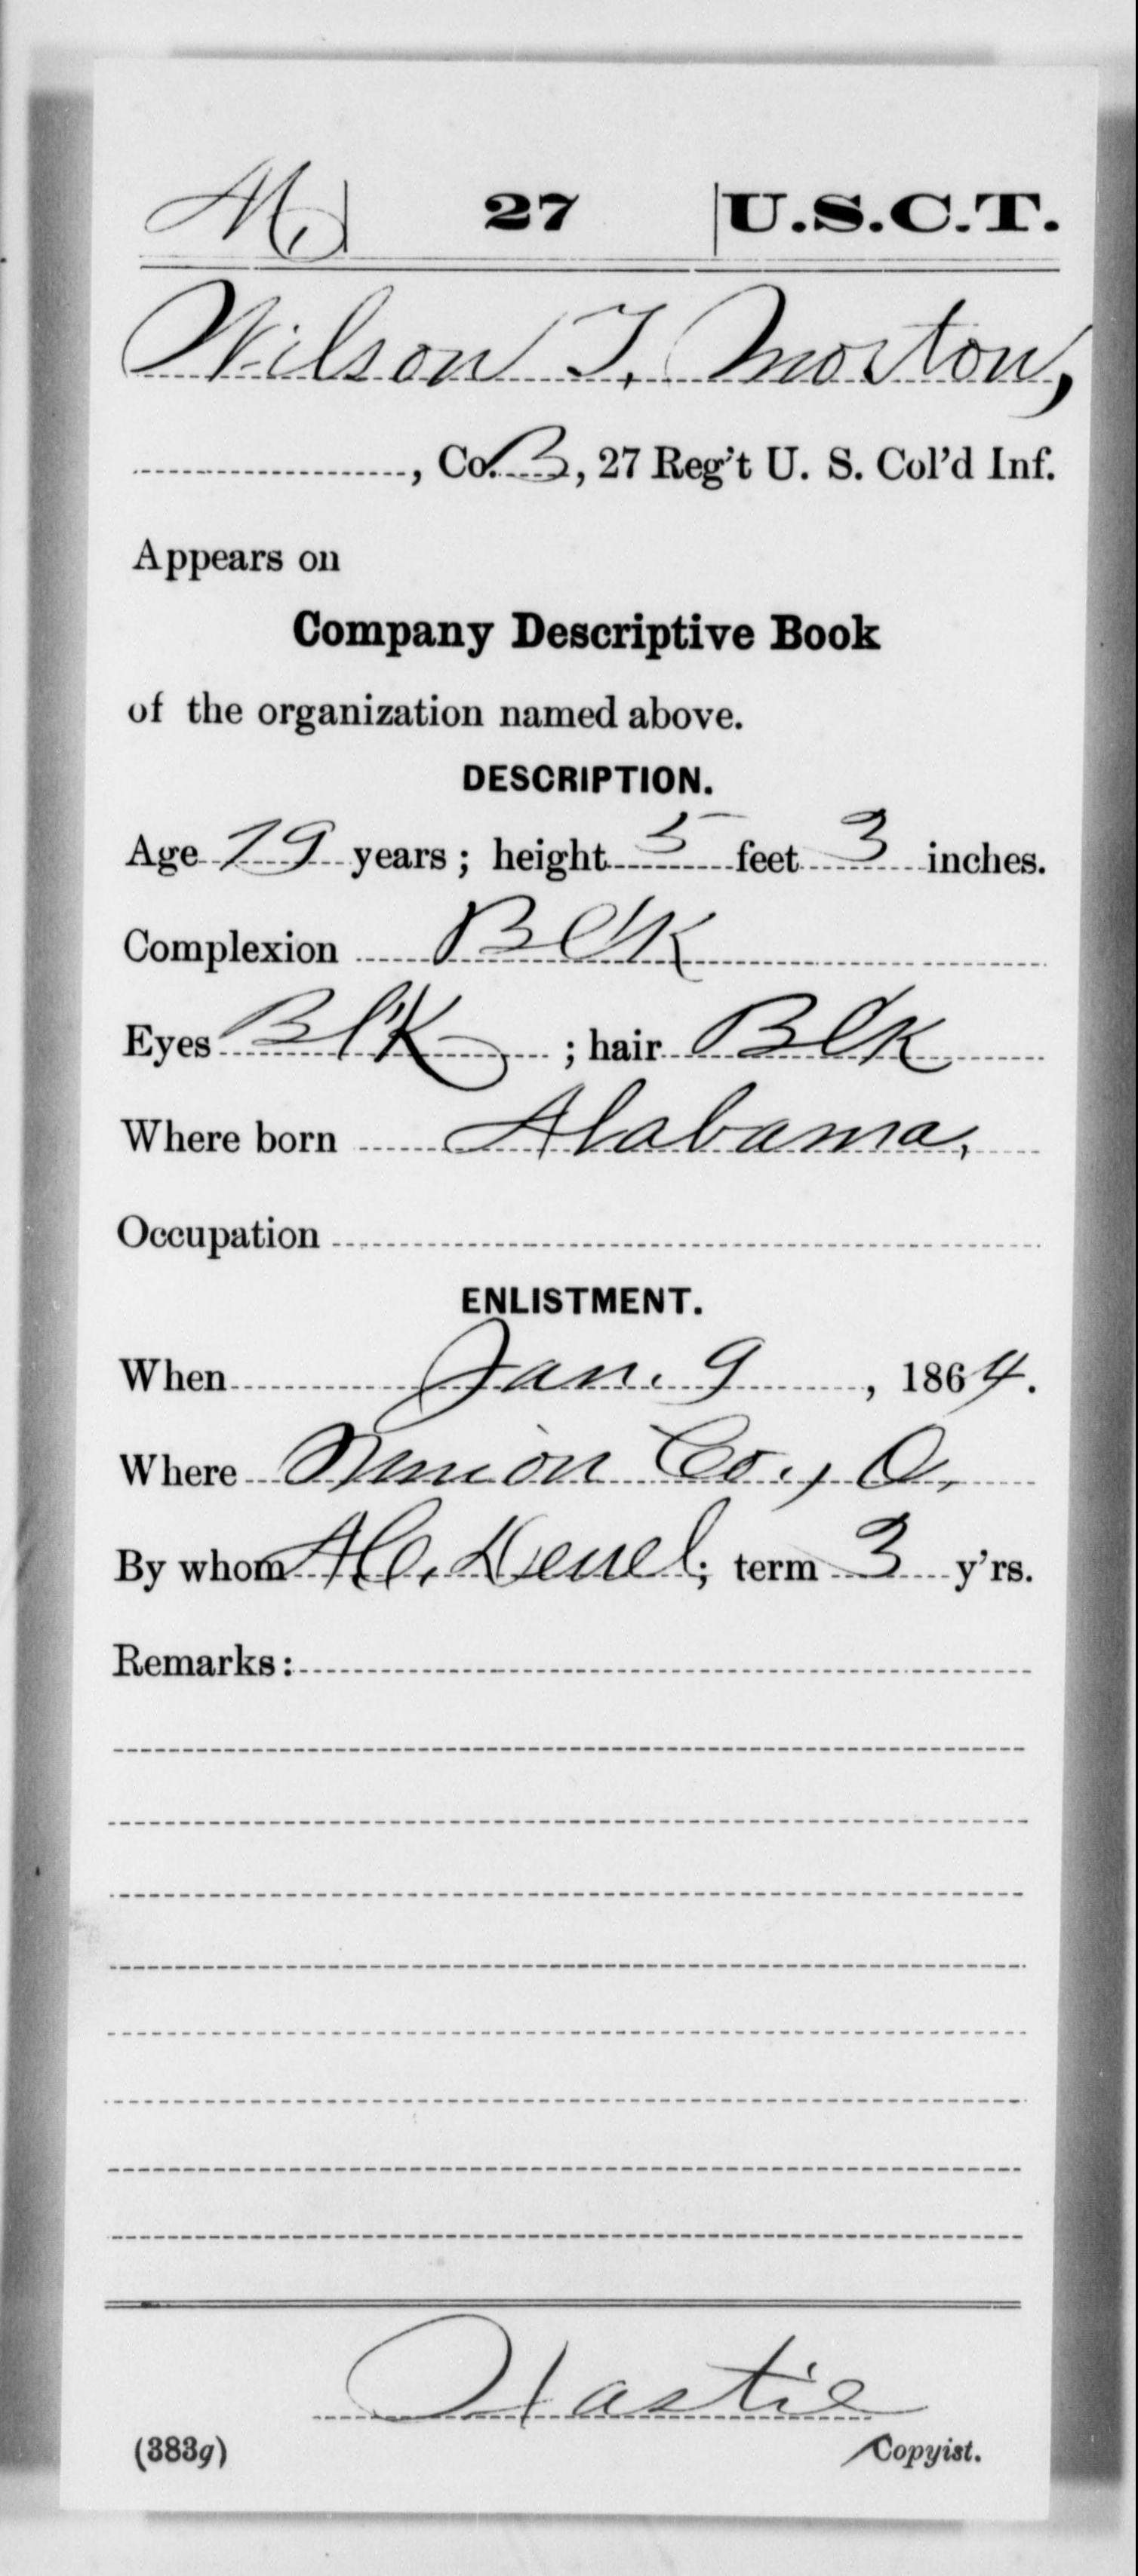 M | 27 | U.S.C.T.
Wilson T. Morton,
, Co. B, 27 Reg't U. S. Col'd Inf.
Appears on
Company Descriptive Book
of the organization named above.
DESCRIPTION.
Age 19 years; height 5 feet 3 inches.
Complexion Blk
Eyes Blk; hair Blk
Where born Alabama,
Occupation
ENLISTMENT.
When Jan. 9, 1864.
Where Union Co., O,
By whom ; term 3 y'rs.
Remarks:
Hastie
(383g) Copyist.